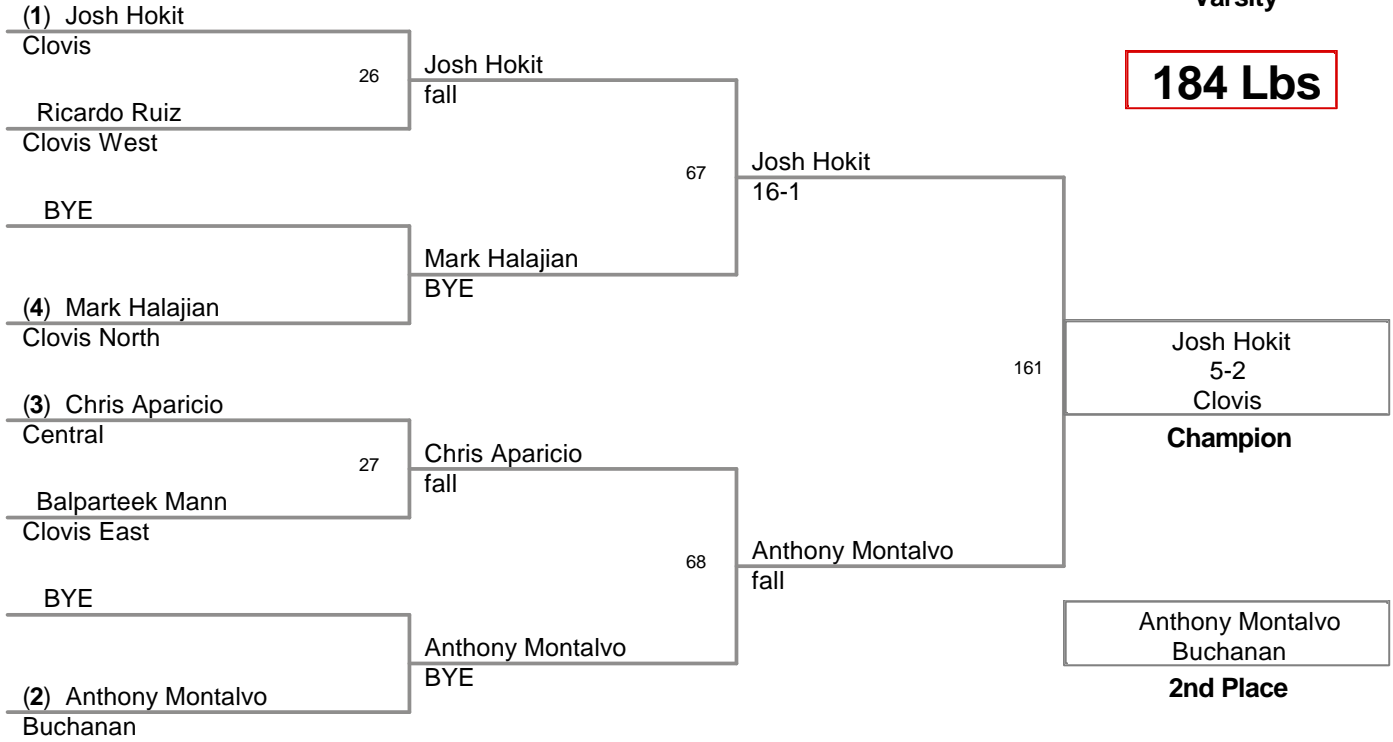 Varsity
184 Lbs
(1) Josh Hokit
Clovis
26
Ricardo Ruiz
Clovis West
Josh Hokit
fall
67
BYE
(4) Mark Halajian
Clovis North
Mark Halajian
BYE
Josh Hokit
16-1
161
(3) Chris Aparicio
Central
27
Balparteek Mann
Clovis East
Chris Aparicio
fall
68
BYE
(2) Anthony Montalvo
Buchanan
Anthony Montalvo
BYE
Anthony Montalvo
fall
Josh Hokit
5-2
Clovis
Champion
Anthony Montalvo
Buchanan
2nd Place